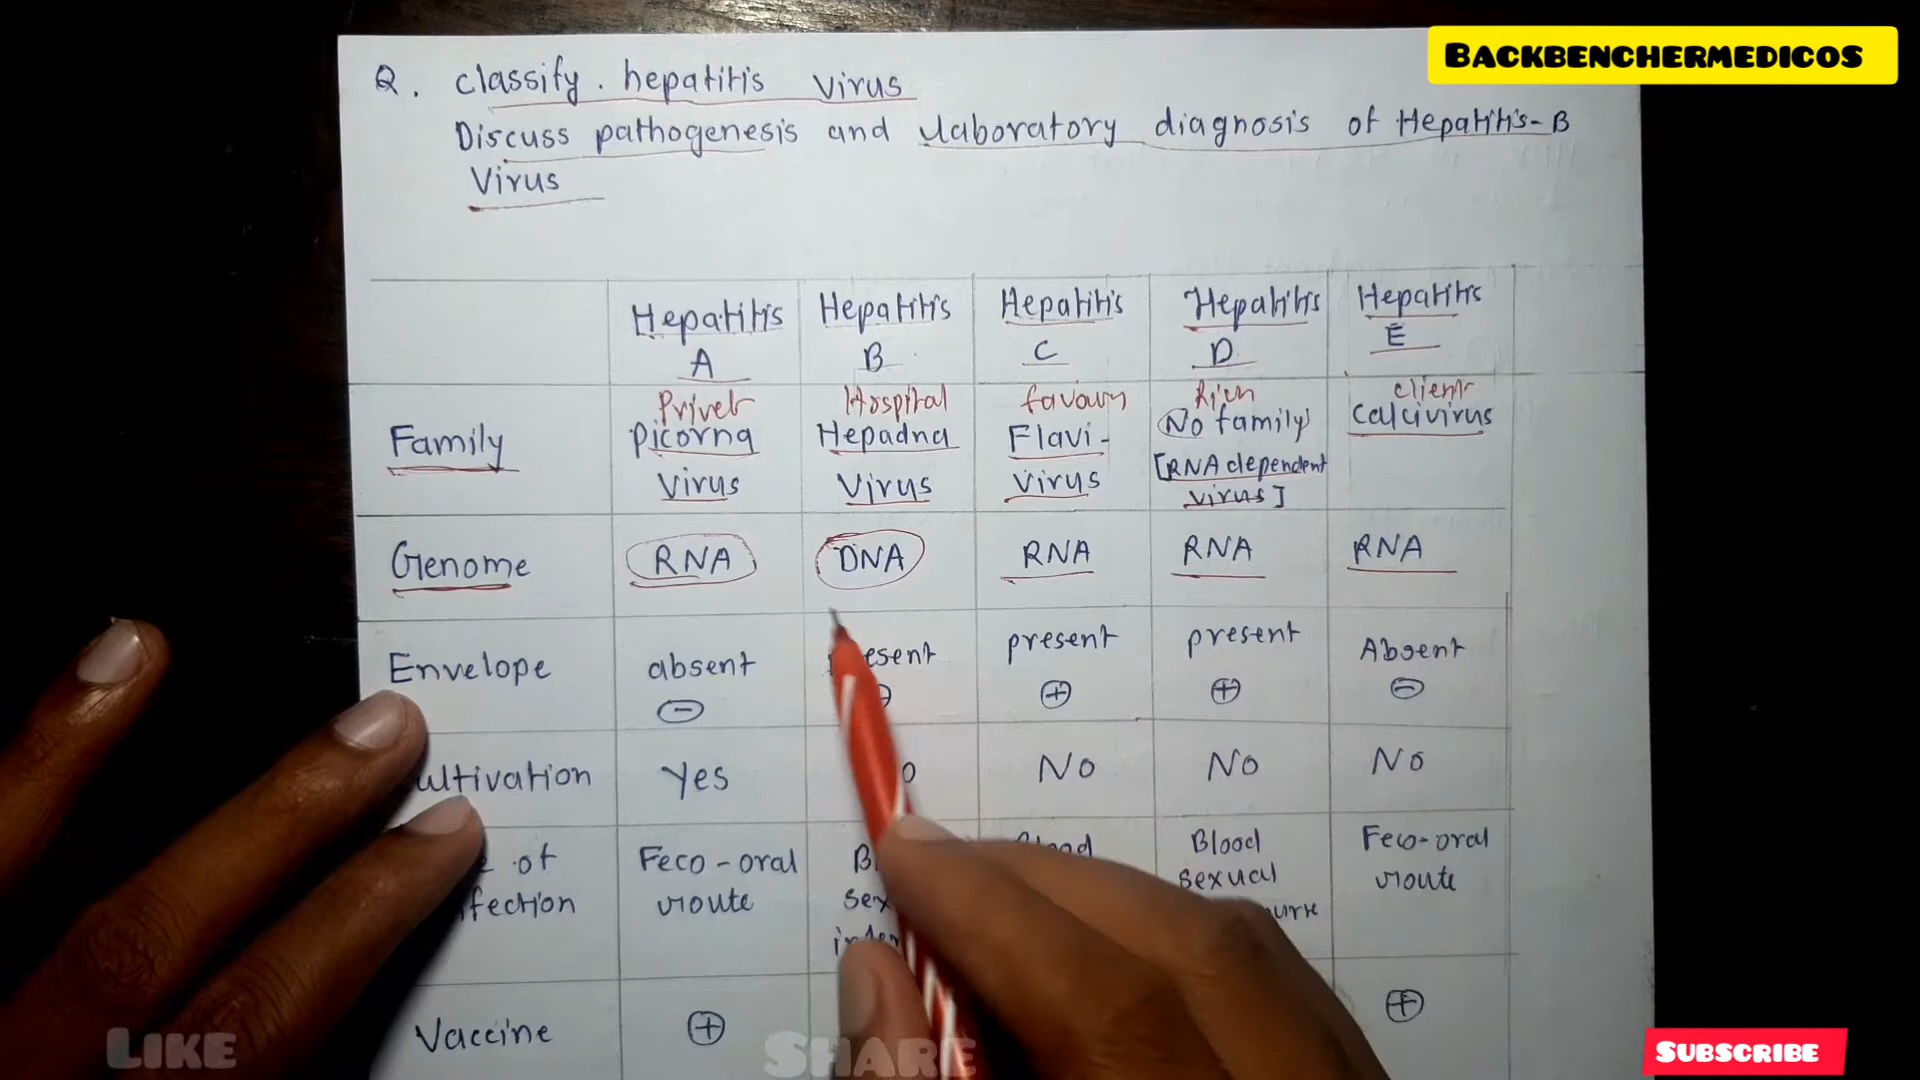 BACKBENCHERMEDICOS
Q. classify. hepatitis virus
Discuss pathogenesis and laboratory diagnosis of Hepatitis-B
Virus
Hepatitis A
Hepatitis B
Hepatitis C
Hepatitis D
Hepatitis E
Family
Privet
Picorna
virus
Hospital
Hepadna
Virus
favoury
Flavi-
virus
Rich
No family
[RNA dependent
virus]
client
Calcivirus
Genome
RNA
DNA
RNA
RNA
RNA
Envelope
absent
-
present
+
present
+
Absent
-
Yes
No
No
No
of
Feco-oral
route
Blood
sexual
Feco-oral
route
Vaccine
+
+
LIKE
SHARE
SUBSCRIBE